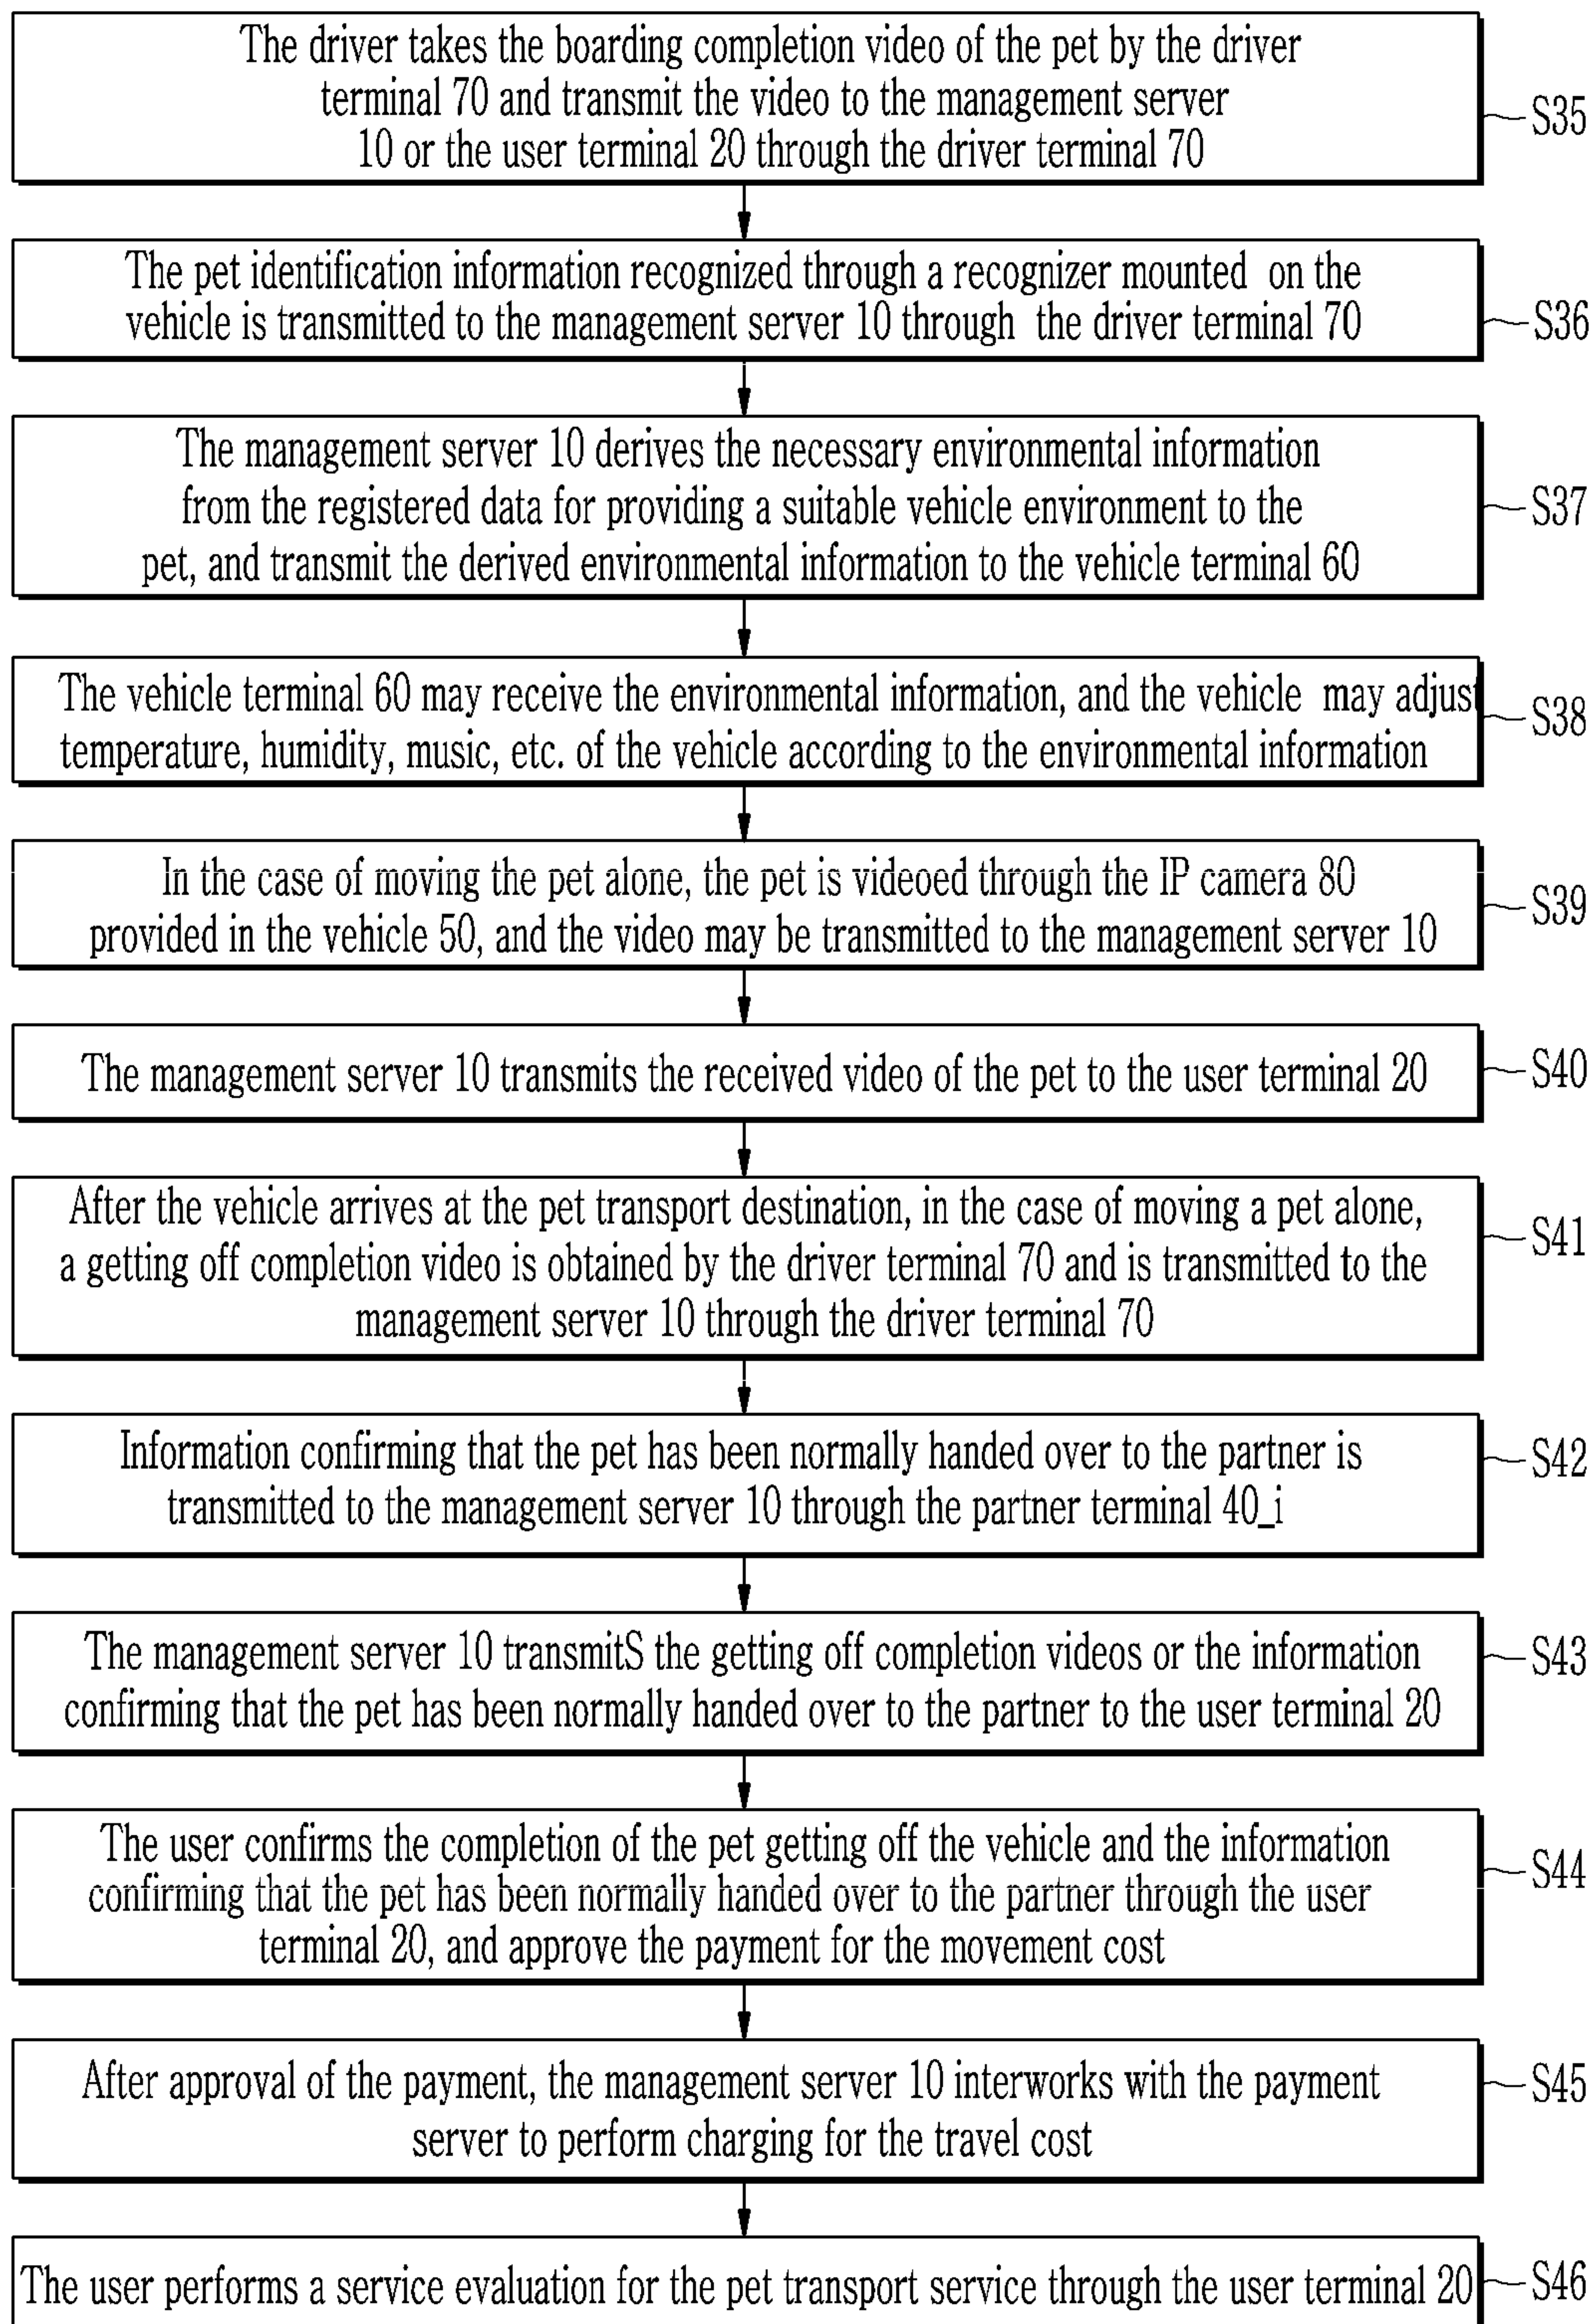 The driver takes the boarding completion video of the pet by the driver
terminal 70 and transmit the video to the management server
10 or the user terminal 20 through the driver terminal 70
S35
The pet identification information recognized through a recognizer mounted on the
vehicle is transmitted to the management server 10 through the driver terminal 70
S36
The management server 10 derives the necessary environmental information
from the registered data for providing a suitable vehicle environment to the
pet, and transmit the derived environmental information to the vehicle terminal 60
S37
The vehicle terminal 60 may receive the environmental information, and the vehicle may adjust
temperature, humidity, music, etc. of the vehicle according to the environmental information
S38
In the case of moving the pet alone, the pet is videoed through the IP camera 80
provided in the vehicle 50, and the video may be transmitted to the management server 10
S39
The management server 10 transmits the received video of the pet to the user terminal 20
S40
After the vehicle arrives at the pet transport destination, in the case of moving a pet alone,
a getting off completion video is obtained by the driver terminal 70 and is transmitted to the
management server 10 through the driver terminal 70
S41
Information confirming that the pet has been normally handed over to the partner is
transmitted to the management server 10 through the partner terminal 40_i
S42
The management server 10 transmitS the getting off completion videos or the information
confirming that the pet has been normally handed over to the partner to the user terminal 20
S43
The user confirms the completion of the pet getting off the vehicle and the information
confirming that the pet has been normally handed over to the partner through the user
terminal 20, and approve the payment for the movement cost
S44
After approval of the payment, the management server 10 interworks with the payment
server to perform charging for the travel cost
S45
The user performs a service evaluation for the pet transport service through the user terminal 20
S46